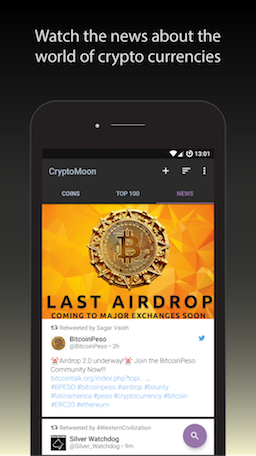 Watch the news about the
world of crypto currencies
13:01
CryptoMoon
COINS TOP 100 NEWS
LAST AIRDROP
COMING TO MAJOR EXCHANGES SOON
Retweeted by Sagar Vaish
BitcoinPeso
@BitcoinPeso • 2h
🚨Airdrop 2.0 underway!🚨 Join the BitcoinPeso
Community Now!!!
bitcointalk.org/index.php?topi... …
#BPESO #bitcoinpesos #airdrop #bounty
#latinamerica #peso #cryptocurrency #bitcoin
#ERC20 #ethereum
Retweeted by 4WesternCivilization
Silver Watchdog
@Silver_Watchdog • 9m